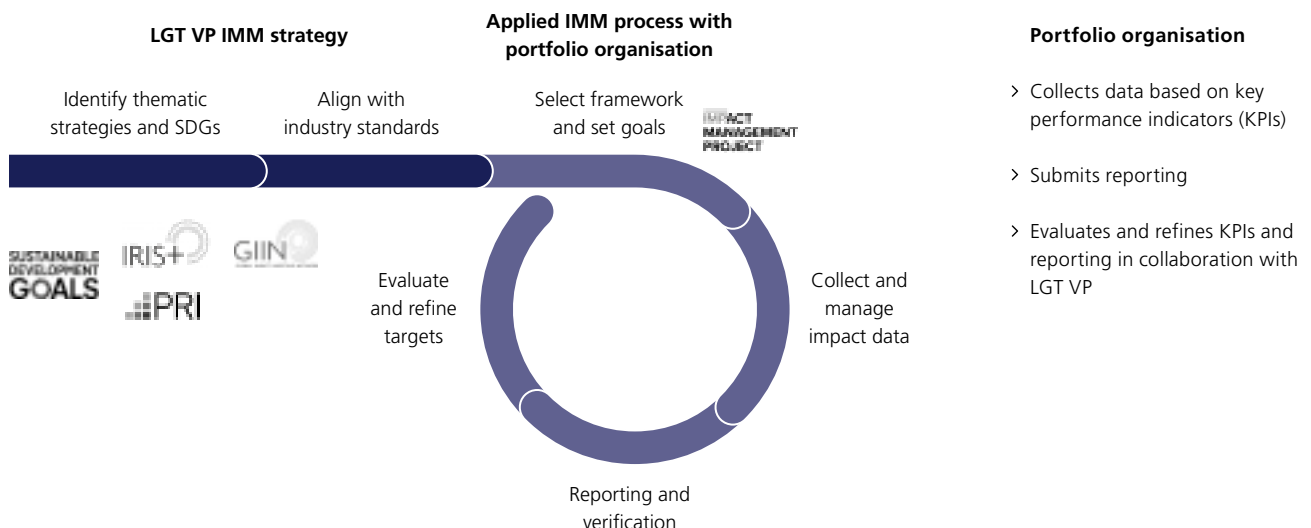 LGT VP IMM strategy
Applied IMM process with
portfolio organisation
Portfolio organisation
Identify thematic
strategies and SDGs
Align with
industry standards
Select framework
and set goals
IMPACT
MANAGEMENT
PROJECT
SUSTAINABLE
DEVELOPMENT
GOALS
IRIS+
PRI
GIIN
Evaluate
and refine
targets
Collect and
manage
impact data
Reporting and
verification
> Collects data based on key
performance indicators (KPIs)
> Submits reporting
> Evaluates and refines KPIs and
reporting in collaboration with
LGT VP